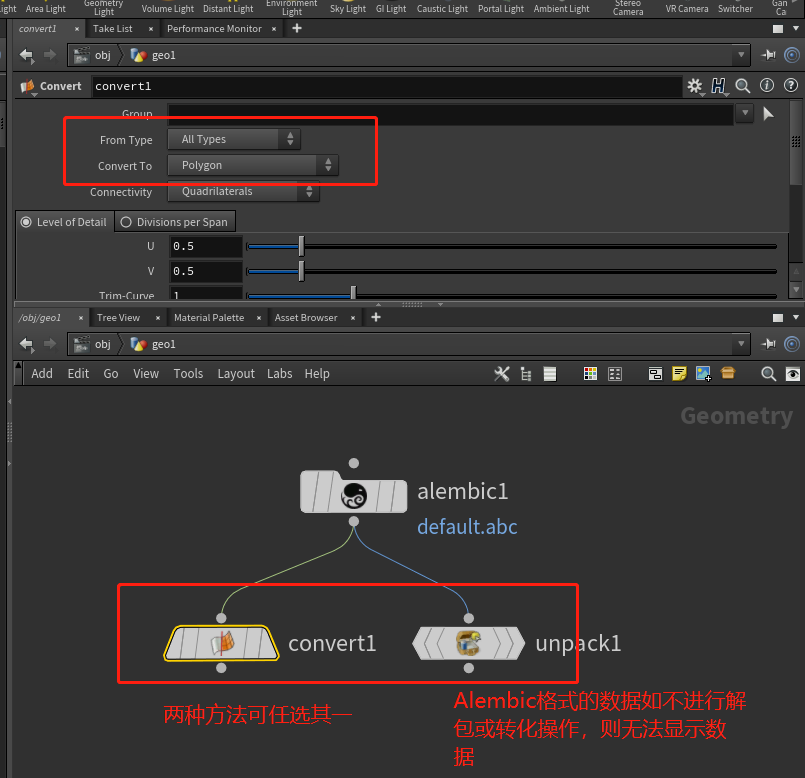 ight Area Light Geometry Light Volume Light Distant Light Environment Light Sky Light GI Light Caustic Light Portal Light Ambient Light Stereo Camera VR Camera Switcher Gan Ca
convert1 × Take List × Performance Monitor × +
obj geo1
Convert convert1
Group
From Type All Types
Convert To Polygon
Connectivity Quadrilaterals
Level of Detail Divisions per Span
U 0.5
V 0.5
Trim-Curve 1
/obj/geo1 × Tree View × Material Palette × Asset Browser × +
obj geo1
Add Edit Go View Tools Layout Labs Help
Geometry
alembic1
default.abc
convert1 unpack1
两种方法可任选其一
Alembic格式的数据如不进行解
包或转化操作，则无法显示数
据